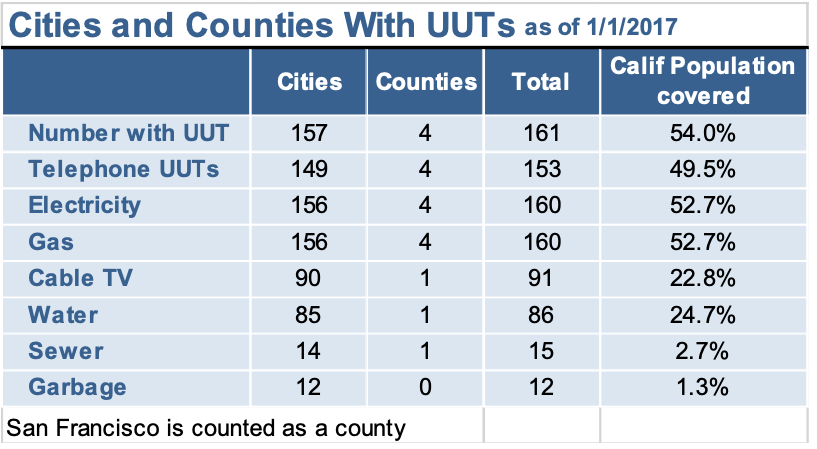 Cities and Counties With UUTs as of 1/1/2017
Cities Counties Total Calif Population covered
Number with UUT 157 4 161 54.0%
Telephone UUTs 149 4 153 49.5%
Electricity 156 4 160 52.7%
Gas 156 4 160 52.7%
Cable TV 90 1 91 22.8%
Water 85 1 86 24.7%
Sewer 14 1 15 2.7%
Garbage 12 0 12 1.3%
San Francisco is counted as a county